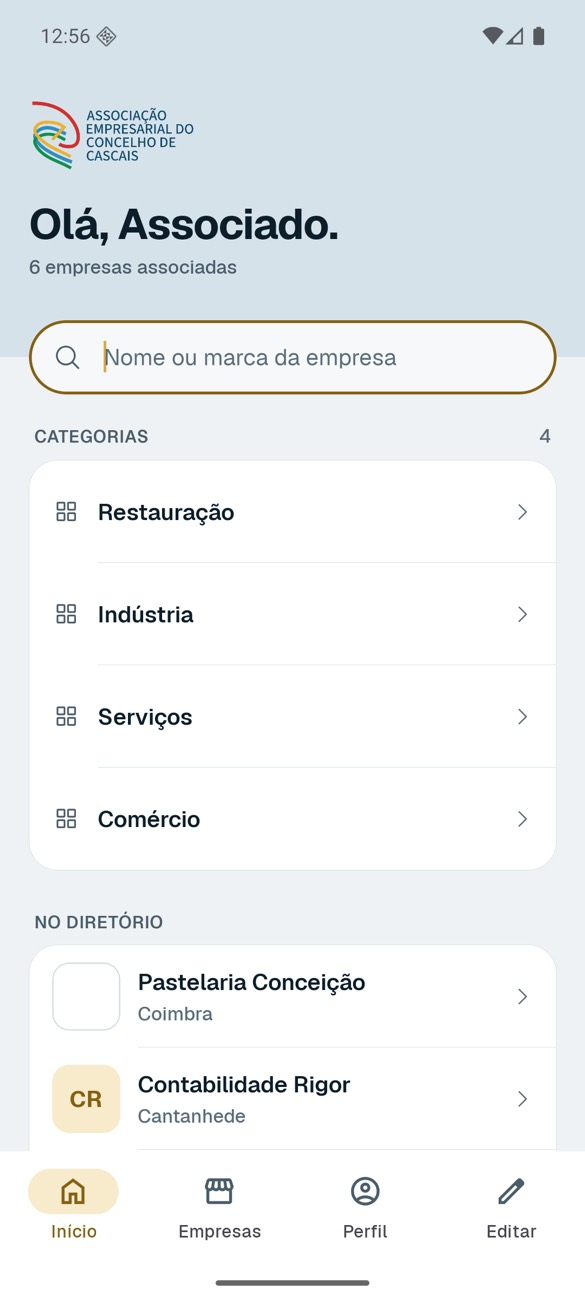 12:56
ASSOCIAÇÃO
EMPRESARIAL DO
CONCELHO DE
CASCAIS
Olá, Associado.
6 empresas associadas
Nome ou marca da empresa
CATEGORIAS 4
Restauração
Indústria
Serviços
Comércio
NO DIRETÓRIO
Pastelaria Conceição
Coimbra
CR Contabilidade Rigor
Cantanhede
Início Empresas Perfil Editar